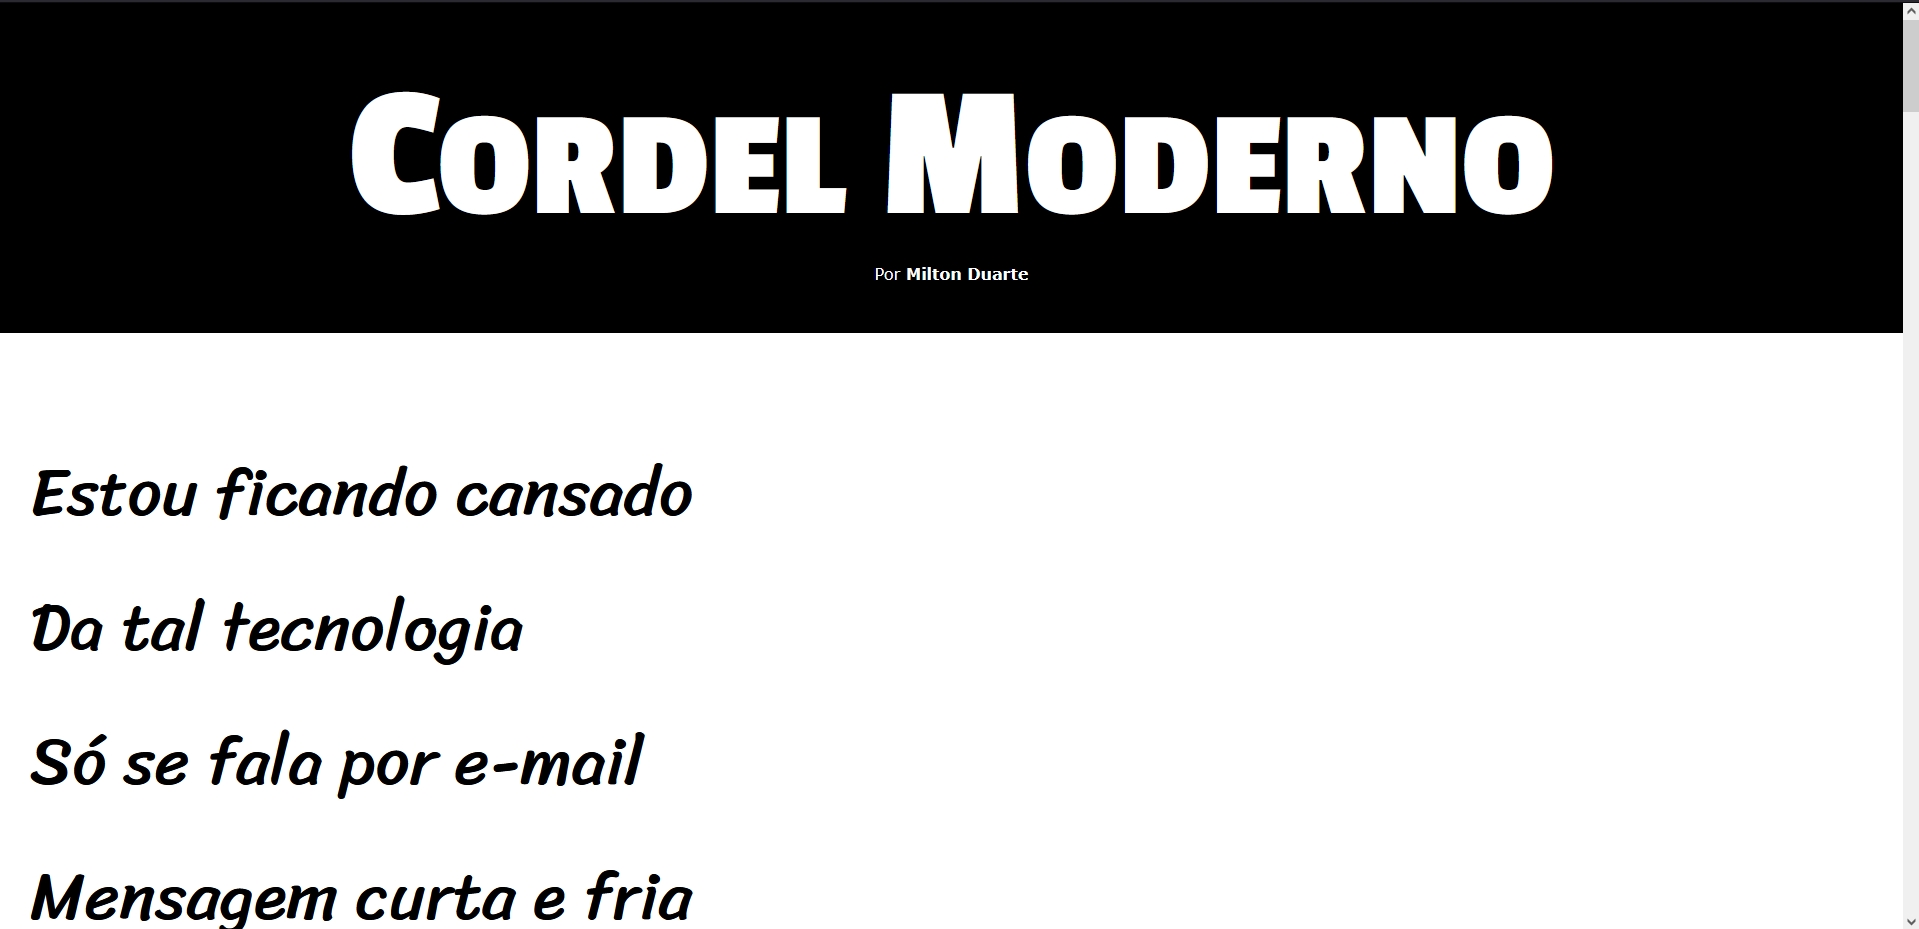 Cordel Moderno
Por Milton Duarte
Estou ficando cansado
Da tal tecnologia
Só se fala por e-mail
Mensagem curta e fria